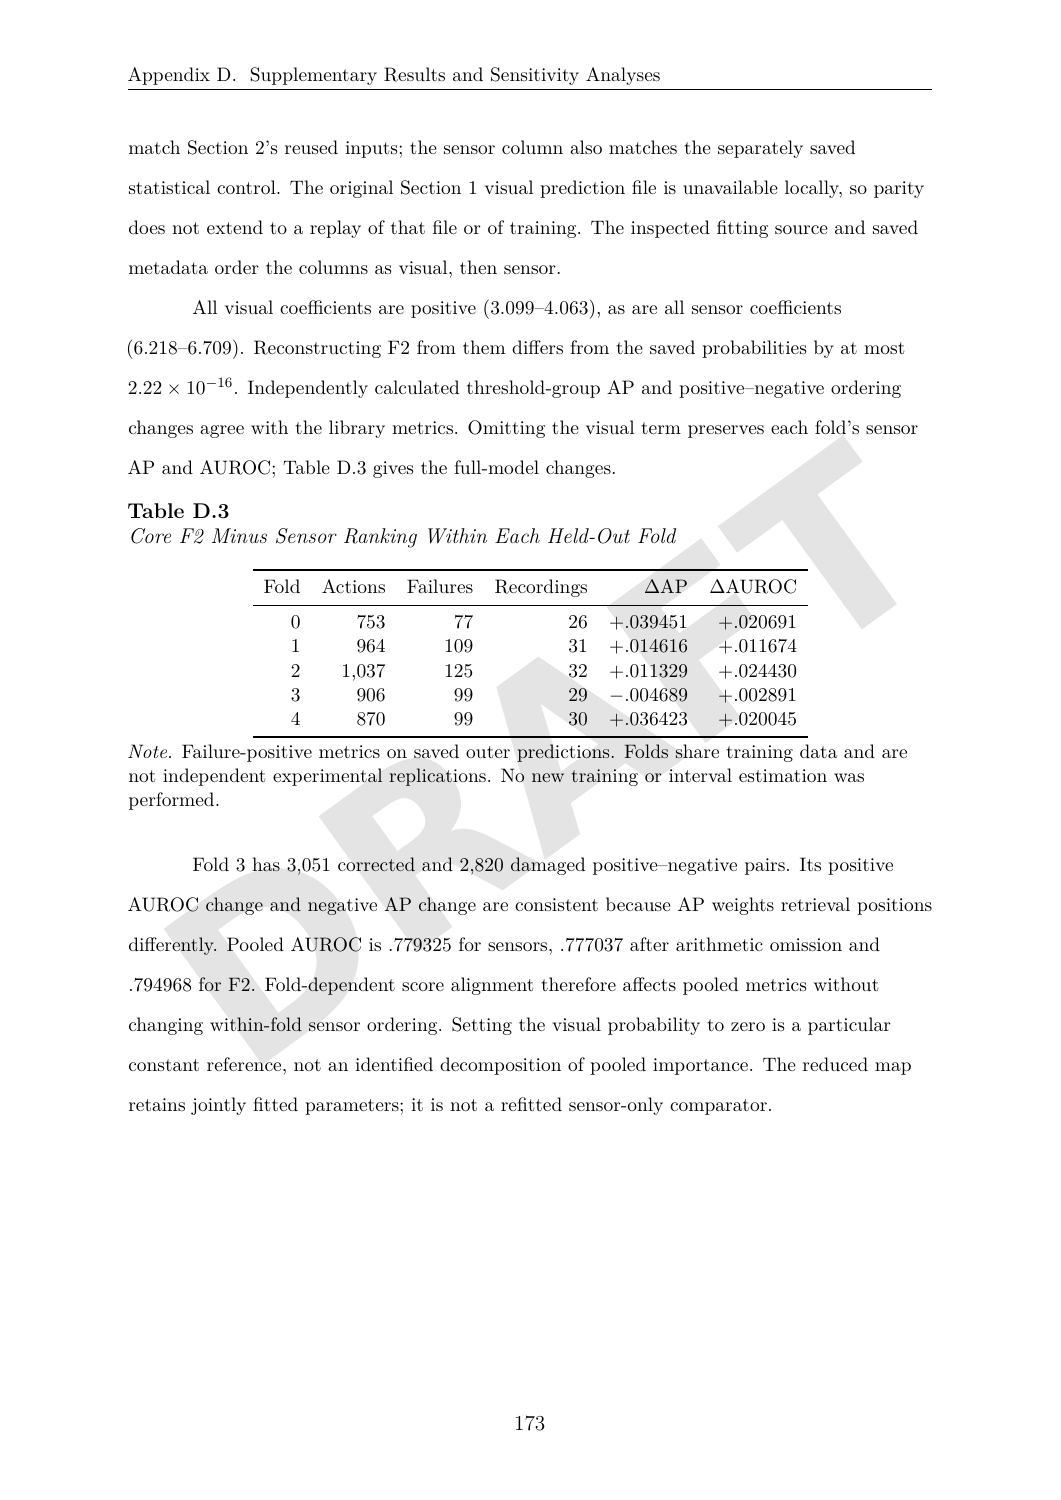 Appendix D. Supplementary Results and Sensitivity Analyses
match Section 2's reused inputs; the sensor column also matches the separately saved
statistical control. The original Section 1 visual prediction file is unavailable locally, so parity
does not extend to a replay of that file or of training. The inspected fitting source and saved
metadata order the columns as visual, then sensor.
All visual coefficients are positive (3.099–4.063), as are all sensor coefficients
(6.218–6.709). Reconstructing F2 from them differs from the saved probabilities by at most
2.22 × 10⁻¹⁶. Independently calculated threshold-group AP and positive–negative ordering
changes agree with the library metrics. Omitting the visual term preserves each fold's sensor
AP and AUROC; Table D.3 gives the full-model changes.
Table D.3
Core F2 Minus Sensor Ranking Within Each Held-Out Fold
Fold Actions Failures Recordings ΔAP ΔAUROC
0 753 77 26 +.039451 +.020691
1 964 109 31 +.014616 +.011674
2 1,037 125 32 +.011329 +.024430
3 906 99 29 −.004689 +.002891
4 870 99 30 +.036423 +.020045
Note. Failure-positive metrics on saved outer predictions. Folds share training data and are
not independent experimental replications. No new training or interval estimation was
performed.
Fold 3 has 3,051 corrected and 2,820 damaged positive–negative pairs. Its positive
AUROC change and negative AP change are consistent because AP weights retrieval positions
differently. Pooled AUROC is .779325 for sensors, .777037 after arithmetic omission and
.794968 for F2. Fold-dependent score alignment therefore affects pooled metrics without
changing within-fold sensor ordering. Setting the visual probability to zero is a particular
constant reference, not an identified decomposition of pooled importance. The reduced map
retains jointly fitted parameters; it is not a refitted sensor-only comparator.
173
DRAFT